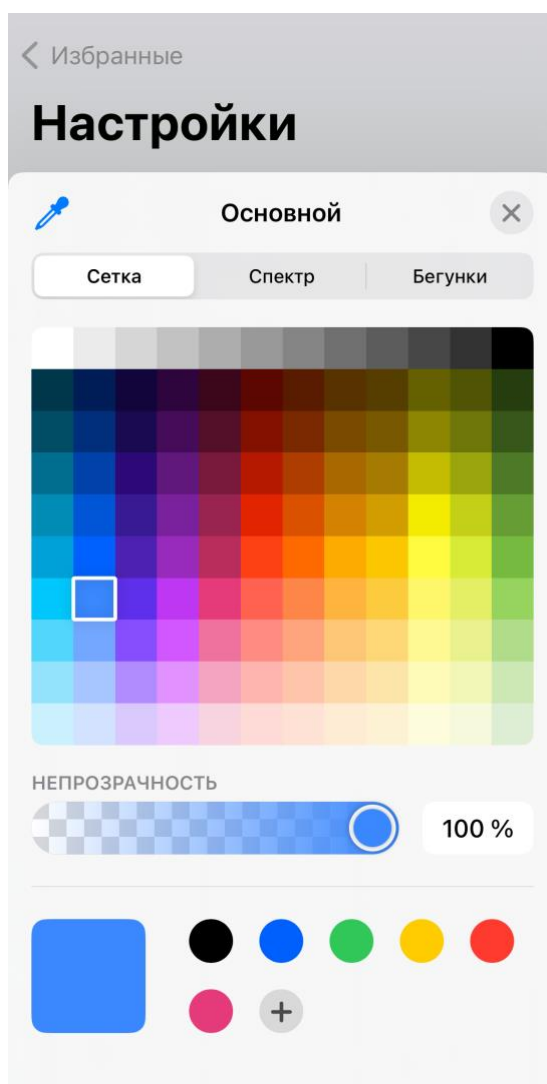 Избранные
Настройки
Основной
Сетка Спектр Бегунки
НЕПРОЗРАЧНОСТЬ
100 %